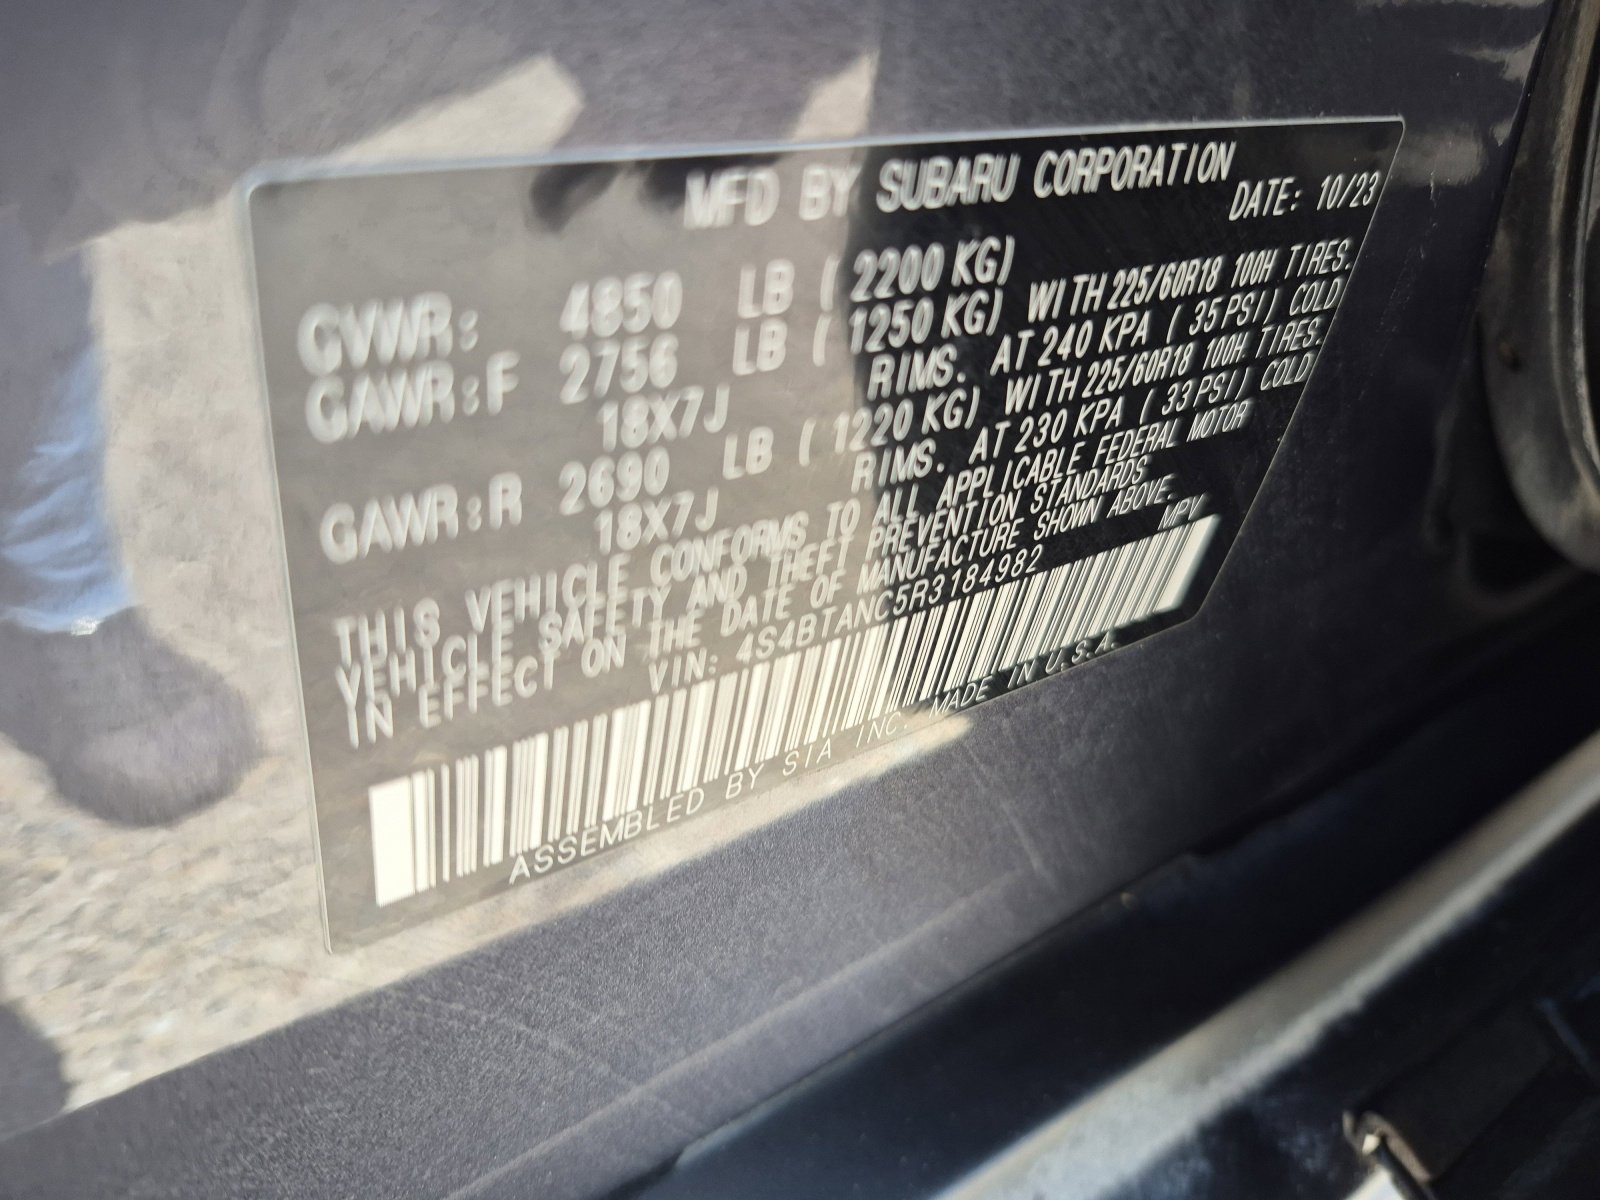 MFD BY SUBARU CORPORATION
DATE: 10/23
GVWR: 4850 LB ( 2200 KG)
GAWR:F 2756 LB ( 1250 KG) WITH 225/60R18 100H TIRES.
18X7J RIMS. AT 240 KPA ( 35 PSI) COLD
GAWR:R 2690 LB ( 1220 KG) WITH 225/60R18 100H TIRES.
18X7J RIMS. AT 230 KPA ( 33 PSI) COLD
THIS VEHICLE CONFORMS TO ALL APPLICABLE FEDERAL MOTOR
VEHICLE SAFETY AND THEFT PREVENTION STANDARDS
IN EFFECT ON THE DATE OF MANUFACTURE SHOWN ABOVE.
VIN: 4S4BTANC5R3184982 MPV
ASSEMBLED BY SIA INC. MADE IN U.S.A.